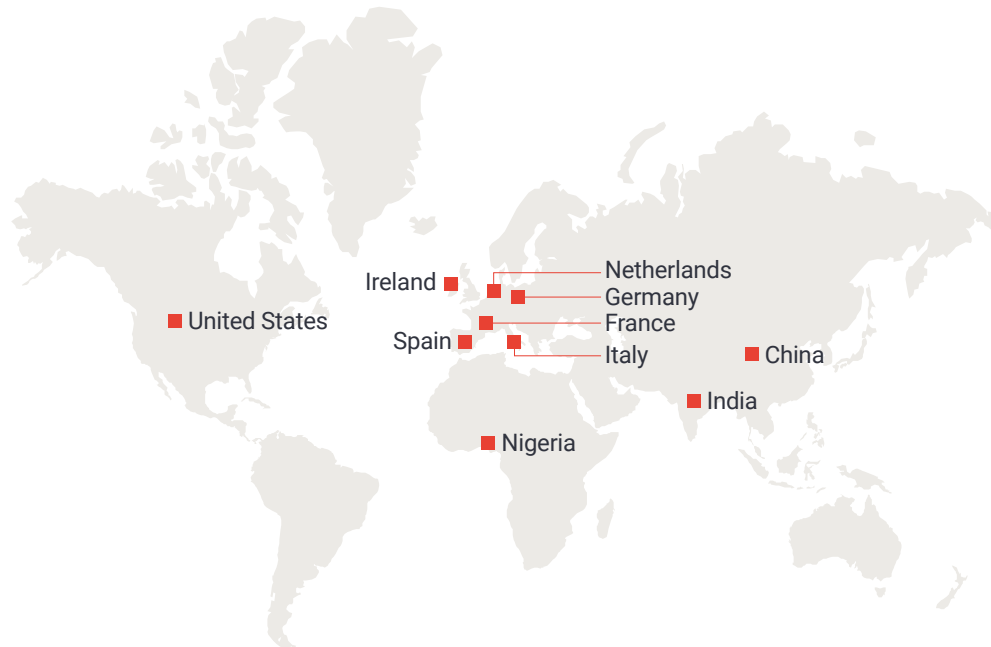 Netherlands
Ireland
Germany
United States
France
Spain
Italy
China
India
Nigeria